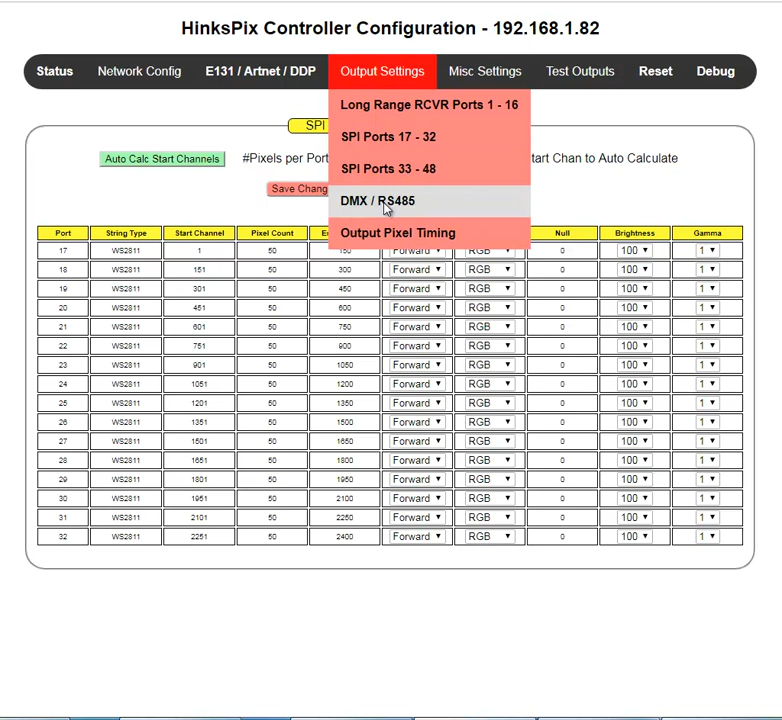 HinksPix Controller Configuration - 192.168.1.82
Status Network Config E131 / Artnet / DDP Output Settings Misc Settings Test Outputs Reset Debug
Long Range RCVR Ports 1 - 16
SPI Ports 17 - 32
SPI Ports 33 - 48
DMX / RS485
Output Pixel Timing
SPI
Auto Calc Start Channels #Pixels per Port tart Chan to Auto Calculate
Save Chang
Port String Type Start Channel Pixel Count Null Brightness Gamma
17 WS2811 1 50 150 Forward RGB 0 100 1
18 WS2811 151 50 300 Forward RGB 0 100 1
19 WS2811 301 50 450 Forward RGB 0 100 1
20 WS2811 451 50 600 Forward RGB 0 100 1
21 WS2811 601 50 750 Forward RGB 0 100 1
22 WS2811 751 50 900 Forward RGB 0 100 1
23 WS2811 901 50 1050 Forward RGB 0 100 1
24 WS2811 1051 50 1200 Forward RGB 0 100 1
25 WS2811 1201 50 1350 Forward RGB 0 100 1
26 WS2811 1351 50 1500 Forward RGB 0 100 1
27 WS2811 1501 50 1650 Forward RGB 0 100 1
28 WS2811 1651 50 1800 Forward RGB 0 100 1
29 WS2811 1801 50 1950 Forward RGB 0 100 1
30 WS2811 1951 50 2100 Forward RGB 0 100 1
31 WS2811 2101 50 2250 Forward RGB 0 100 1
32 WS2811 2251 50 2400 Forward RGB 0 100 1